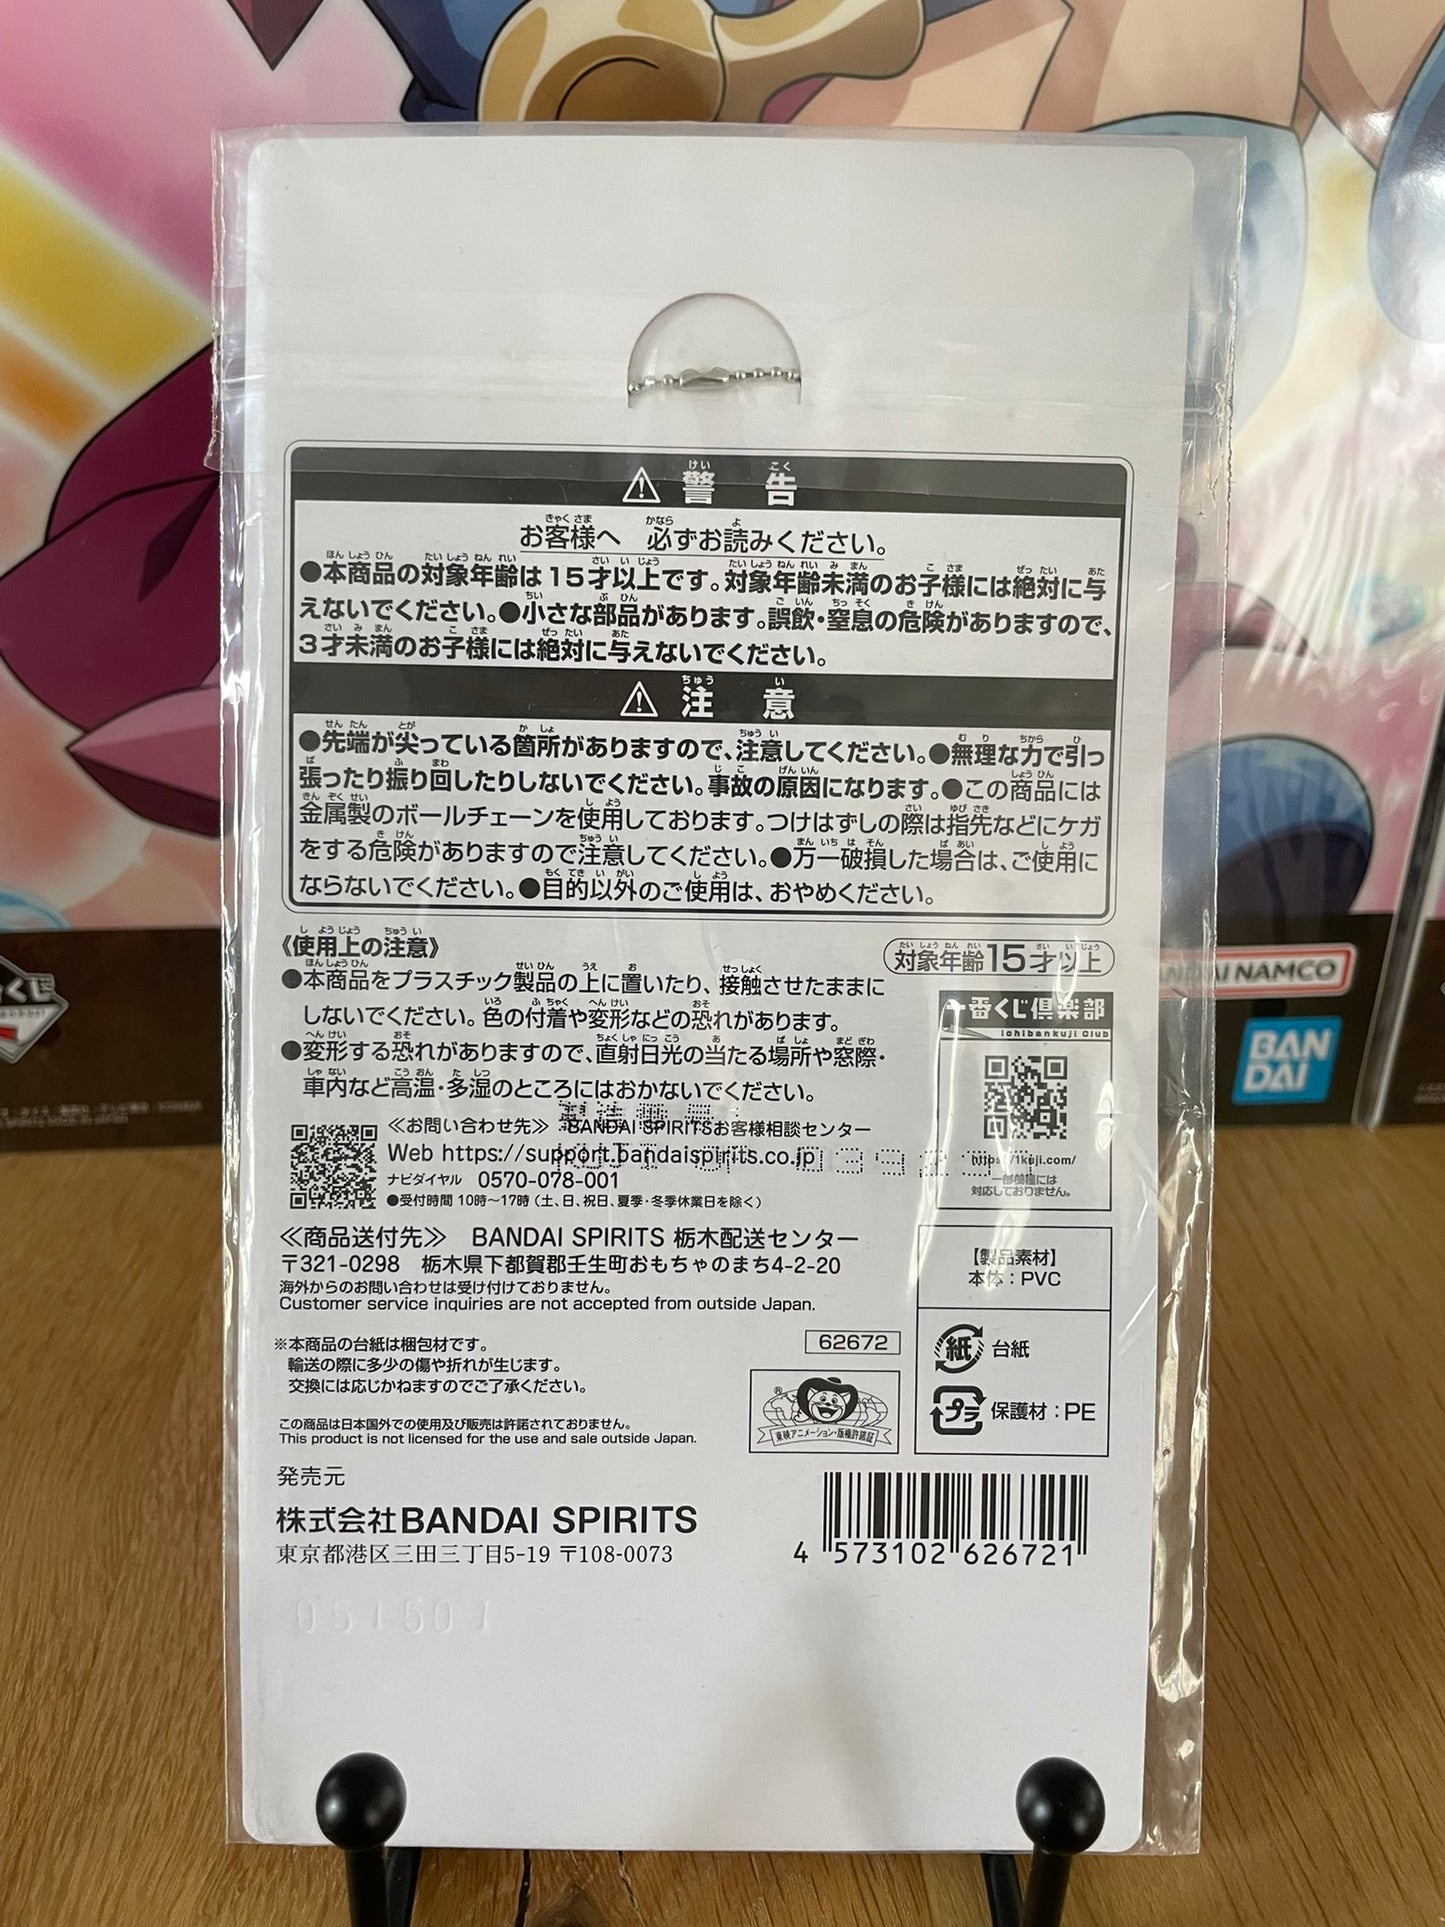 警告
お客様へ 必ずお読みください。
●本商品の対象年齢は15才以上です。対象年齢未満のお子様には絶対に与
えないでください。●小さな部品があります。誤飲・窒息の危険がありますので、
3才未満のお子様には絶対に与えないでください。
注意
●先端が尖っている箇所がありますので、注意してください。●無理な力で引っ
張ったり振り回したりしないでください。事故の原因になります。●この商品には
金属製のボールチェーンを使用しております。つけはずしの際は指先などにケガ
をする危険がありますので注意してください。●万一破損した場合は、ご使用に
ならないでください。●目的以外のご使用は、おやめください。
《使用上の注意》
対象年齢15才以上
●本商品をプラスチック製品の上に置いたり、接触させたままに
しないでください。色の付着や変形などの恐れがあります。
●変形する恐れがありますので、直射日光の当たる場所や窓際・
車内など高温・多湿のところにはおかないでください。
一番くじ倶楽部
Ichibankuji Club
https://1kuji.com/
一部機種には
対応しておりません。
≪お問い合わせ先≫ BANDAI SPIRITSお客様相談センター
Web https://support.bandaispirits.co.jp
ナビダイヤル 0570-078-001
●受付時間 10時〜17時(土、日、祝日、夏季・冬季休業日を除く)
≪商品送付先≫ BANDAI SPIRITS 栃木配送センター
〒321-0298 栃木県下都賀郡壬生町おもちゃのまち4-2-20
海外からのお問い合わせは受け付けておりません。
Customer service inquiries are not accepted from outside Japan.
【製品素材】
本体：PVC
紙 台紙
プラ 保護材：PE
※本商品の台紙は梱包材です。
輸送の際に多少の傷や折れが生じます。
交換には応じかねますのでご了承ください。
62672
東映アニメーション・版権許諾証
この商品は日本国外での使用及び販売は許諾されておりません。
This product is not licensed for the use and sale outside Japan.
発売元
株式会社BANDAI SPIRITS
東京都港区三田三丁目5-19 〒108-0073
4 573102 626721
051501
BANDAI NAMCO
BAN
DAI